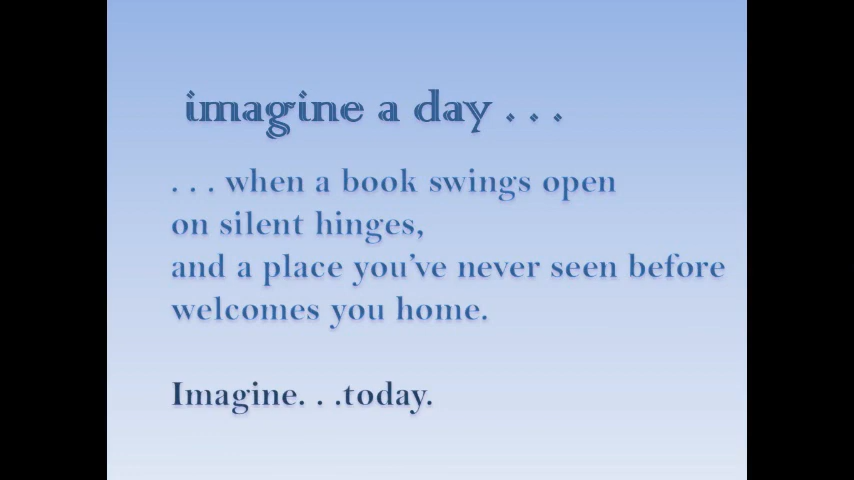 imagine a day . . .
. . . when a book swings open
on silent hinges,
and a place you’ve never seen before
welcomes you home.
Imagine. . .today.